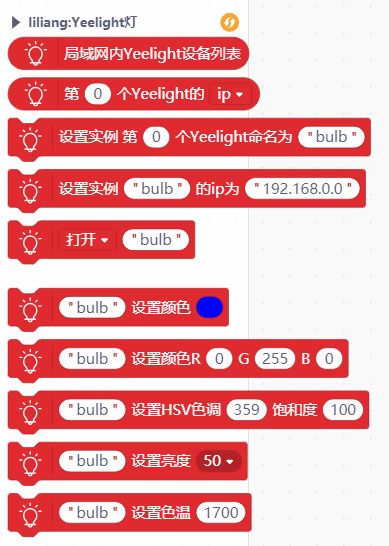 liliang:Yeelight灯
局域网内Yeelight设备列表
第 0 个Yeelight的 ip
设置实例 第 0 个Yeelight命名为 "bulb"
设置实例 "bulb" 的ip为 "192.168.0.0"
打开 "bulb"
"bulb" 设置颜色
"bulb" 设置颜色R 0 G 255 B 0
"bulb" 设置HSV色调 359 饱和度 100
"bulb" 设置亮度 50
"bulb" 设置色温 1700